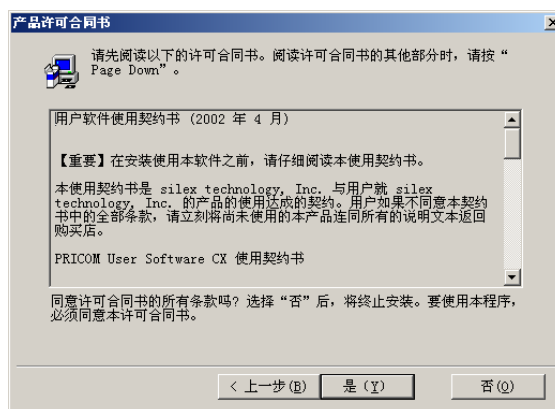 产品许可合同书
请先阅读以下的许可合同书。阅读许可合同书的其他部分时，请按“
Page Down”。
用户软件使用契约书 (2002 年 4 月)
【重要】在安装使用本软件之前，请仔细阅读本使用契约书。
本使用契约书是 silex technology, Inc. 与用户就 silex
technology, Inc. 的产品的使用达成的契约。用户如果不同意本契约
书中的全部条款，请立刻将尚未使用的本产品连同所有的说明文本返回
购买店。
PRICOM User Software CX 使用契约书
同意许可合同书的所有条款吗？选择“否”后，将终止安装。要使用本程序，
必须同意本许可合同书。
< 上一步(B) 是(Y) 否(O)